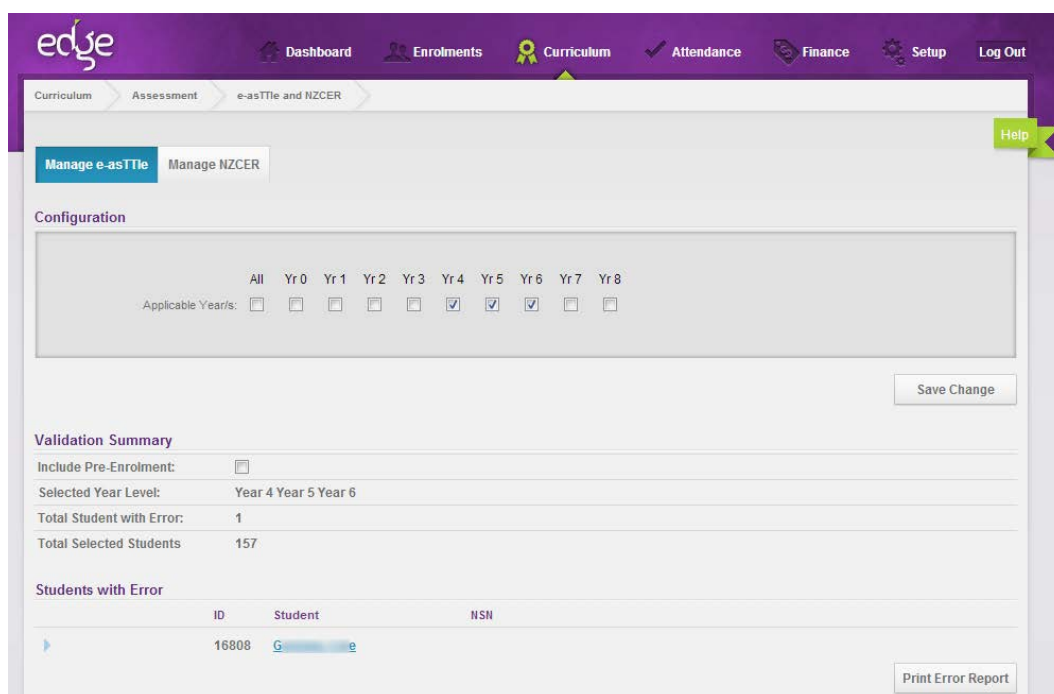 edge
Dashboard Enrolments Curriculum Attendance Finance Setup Log Out
Curriculum Assessment e-asTTle and NZCER
Help
Manage e-asTTle Manage NZCER
Configuration
All Yr 0 Yr 1 Yr 2 Yr 3 Yr 4 Yr 5 Yr 6 Yr 7 Yr 8
Applicable Year/s:
Save Change
Validation Summary
Include Pre-Enrolment:
Selected Year Level: Year 4 Year 5 Year 6
Total Student with Error: 1
Total Selected Students 157
Students with Error
ID Student NSN
16808
Print Error Report